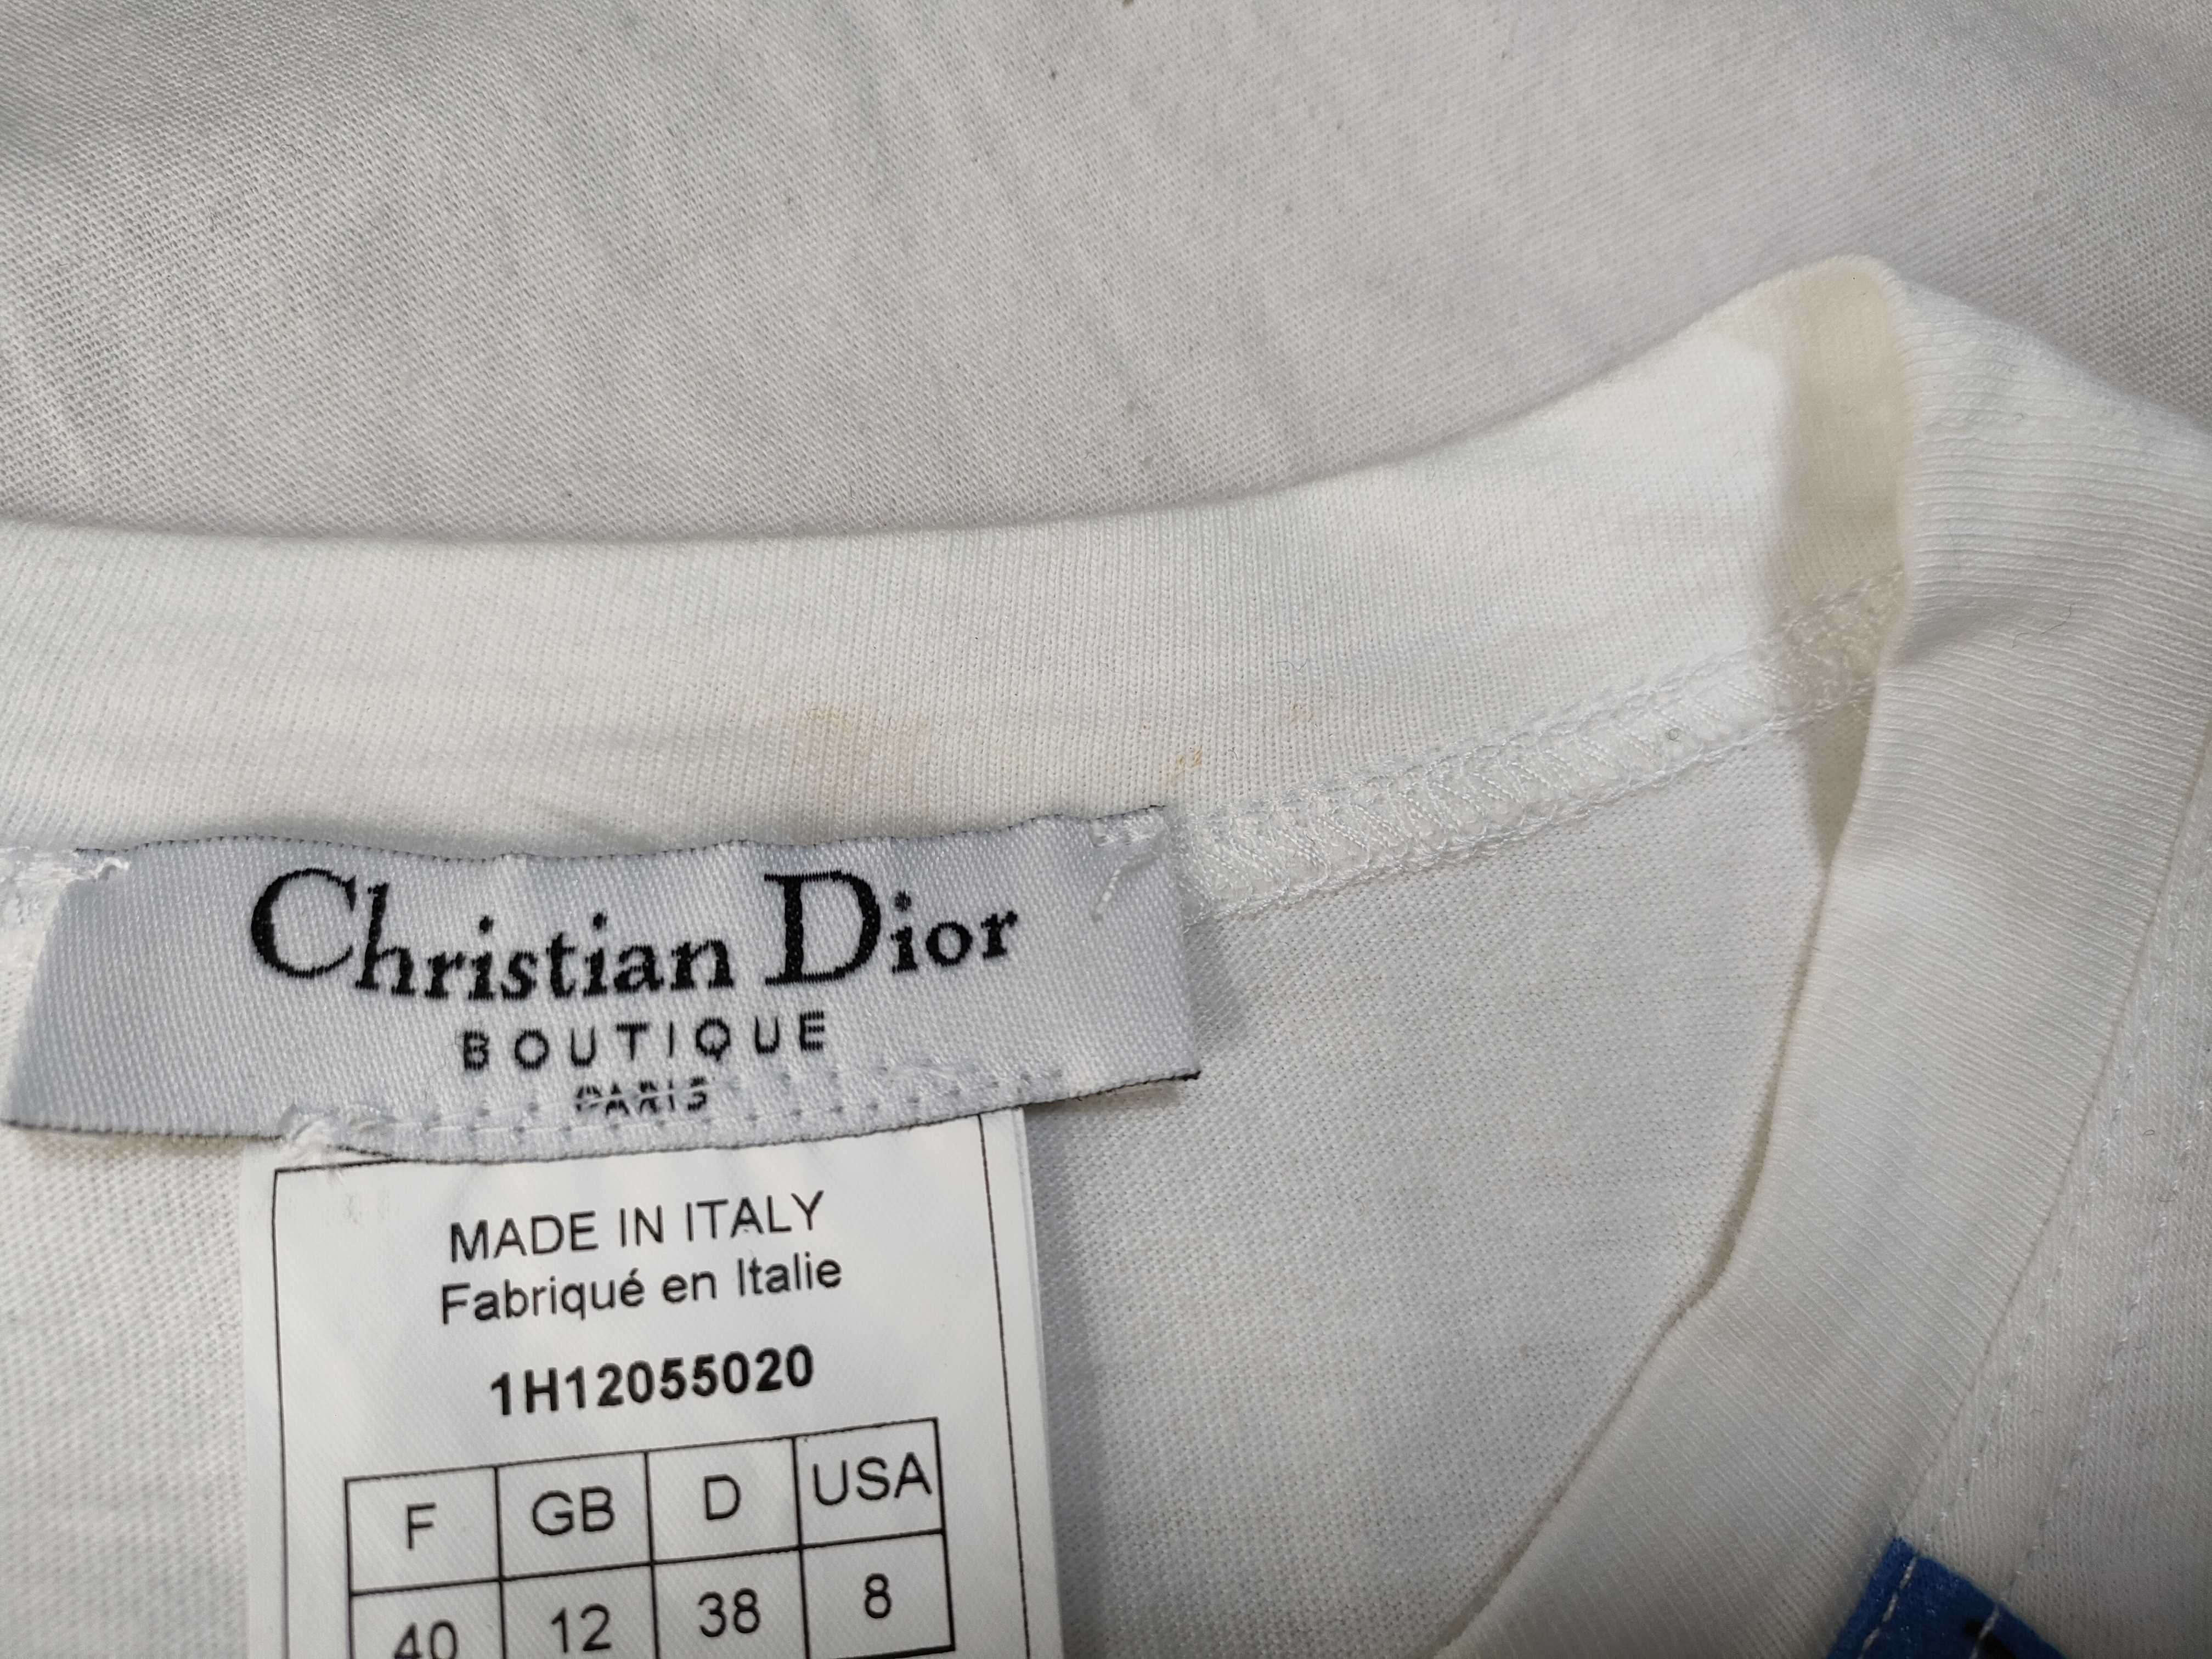 Christian Dior
BOUTIQUE
PARIS
MADE IN ITALY
Fabriqué en Italie
1H12055020
F GB D USA
40 12 38 8